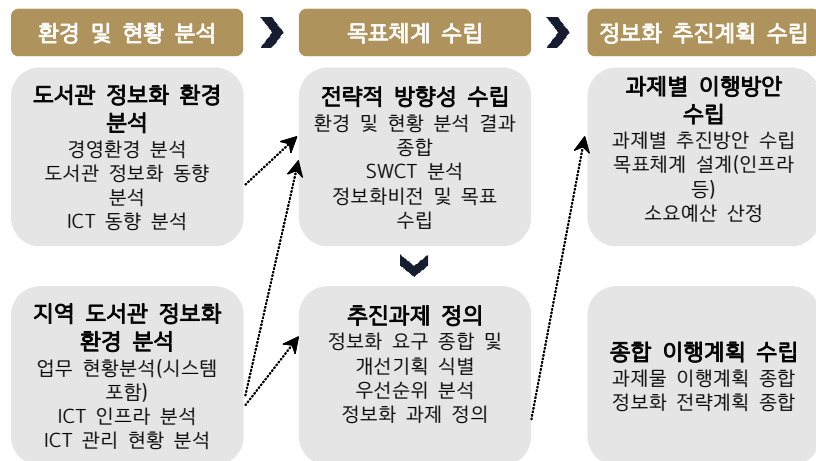 환경 및 현황 분석
목표체계 수립
정보화 추진계획 수립
도서관 정보화 환경
분석
경영환경 분석
도서관 정보화 동향
분석
ICT 동향 분석
전략적 방향성 수립
환경 및 현황 분석 결과
종합
SWCT 분석
정보화비전 및 목표
수립
과제별 이행방안
수립
과제별 추진방안 수립
목표체계 설계(인프라
등)
소요예산 산정
지역 도서관 정보화
환경 분석
업무 현황분석(시스템
포함)
ICT 인프라 분석
ICT 관리 현황 분석
추진과제 정의
정보화 요구 종합 및
개선기획 식별
우선순위 분석
정보화 과제 정의
종합 이행계획 수립
과제물 이행계획 종합
정보화 전략계획 종합